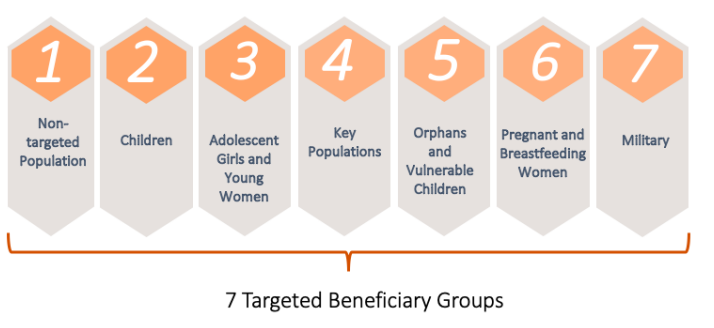 1
Non-
targeted
Population
2
Children
3
Adolescent
Girls and
Young
Women
4
Key
Populations
5
Orphans
and
Vulnerable
Children
6
Pregnant and
Breastfeeding
Women
7
Military
7 Targeted Beneficiary Groups